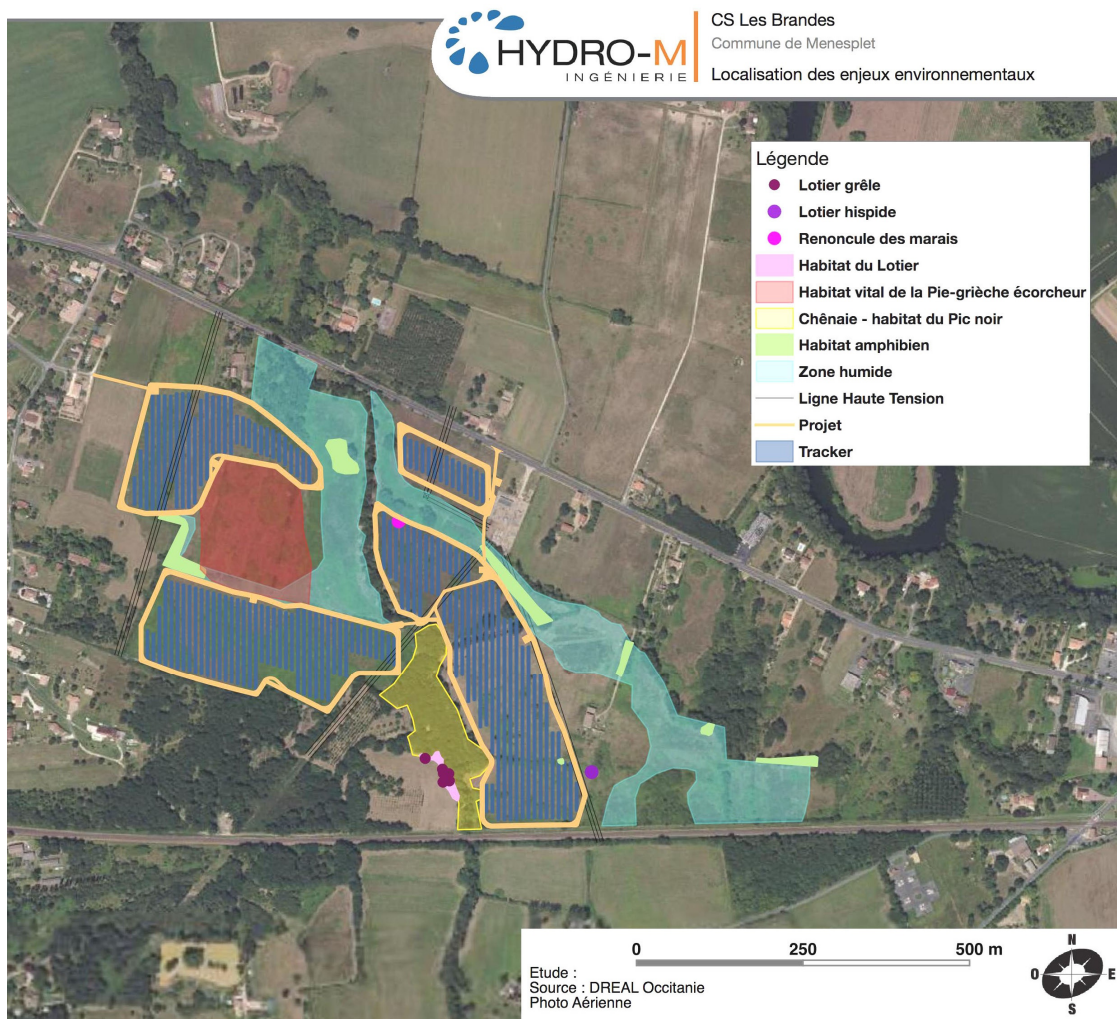 HYDRO-M
INGÉNIERIE
CS Les Brandes
Commune de Menesplet
Localisation des enjeux environnementaux
Légende
Lotier grêle
Lotier hispide
Renoncule des marais
Habitat du Lotier
Habitat vital de la Pie-grièche écorcheur
Chênaie - habitat du Pic noir
Habitat amphibien
Zone humide
Ligne Haute Tension
Projet
Tracker
0 250 500 m
Etude :
Source : DREAL Occitanie
Photo Aérienne
N
O E
S